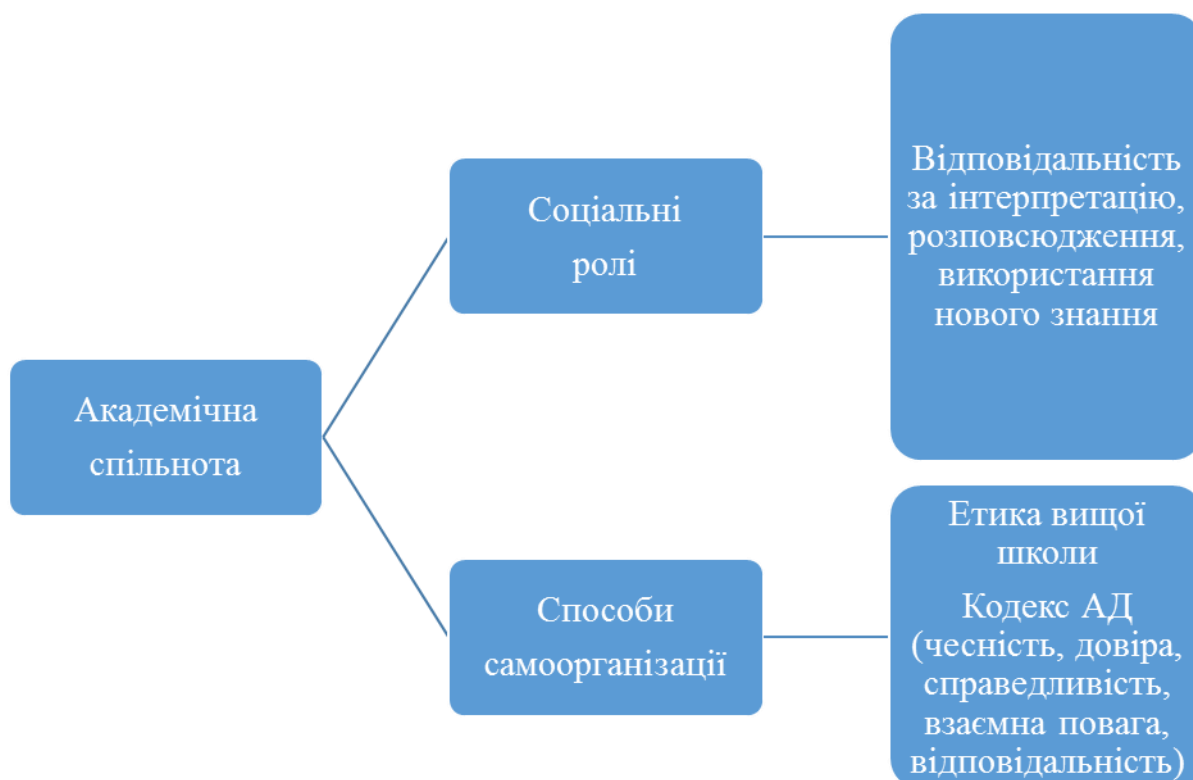 Академічна
спільнота
Соціальні
ролі
Відповідальність
за інтерпретацію,
розповсюдження,
використання
нового знання
Способи
самоорганізації
Етика вищої
школи
Кодекс АД
(чесність, довіра,
справедливість,
взаємна повага,
відповідальність)